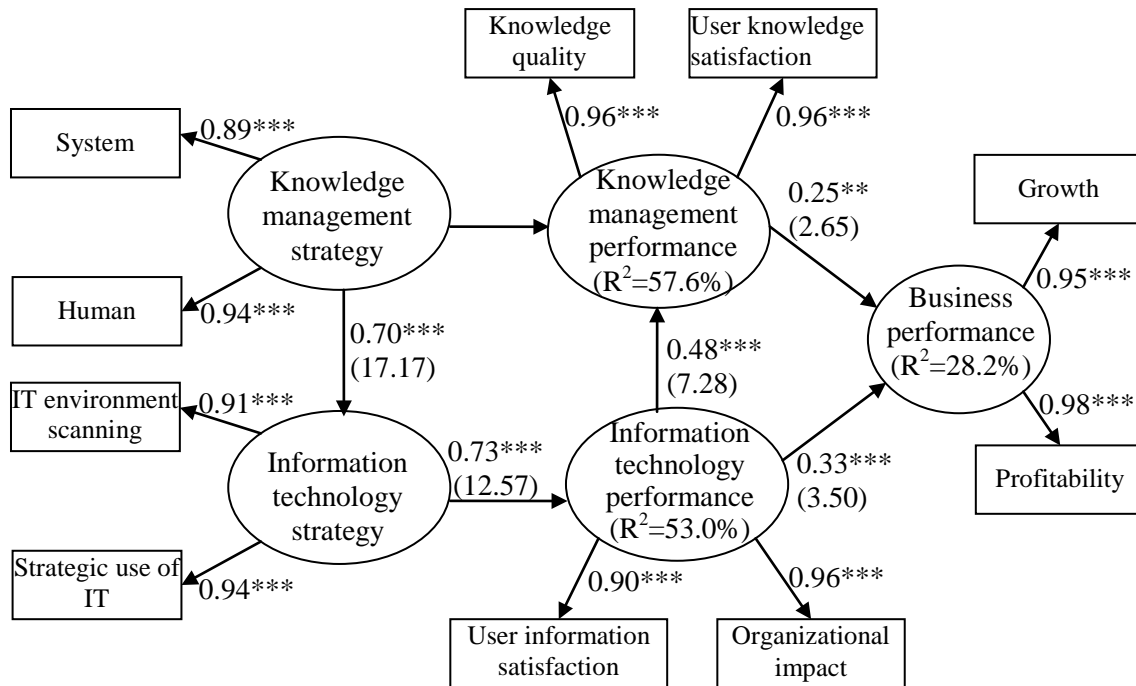 Knowledge
quality
User knowledge
satisfaction
0.96***
0.96***
System
0.89***
Knowledge
management
strategy
Knowledge
management
performance
(R²=57.6%)
0.25**
(2.65)
Growth
0.95***
Human
0.94***
0.70***
(17.17)
0.48***
(7.28)
Business
performance
(R²=28.2%)
0.98***
Profitability
IT environment
scanning
0.91***
Information
technology
strategy
0.73***
(12.57)
Information
technology
performance
(R²=53.0%)
0.33***
(3.50)
Strategic use of
IT
0.94***
0.90***
0.96***
User information
satisfaction
Organizational
impact